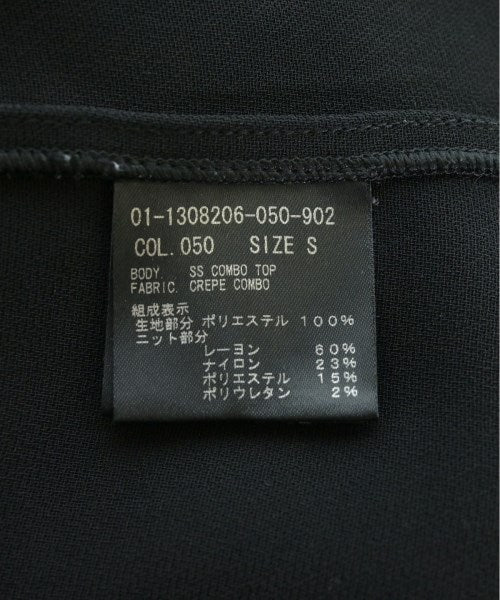 01-1308206-050-902
COL.050 SIZE S
BODY. SS COMBO TOP
FABRIC. CREPE COMBO
組成表示
生地部分 ポリエステル 100%
ニット部分
レーヨン 60%
ナイロン 23%
ポリエステル 15%
ポリウレタン 2%